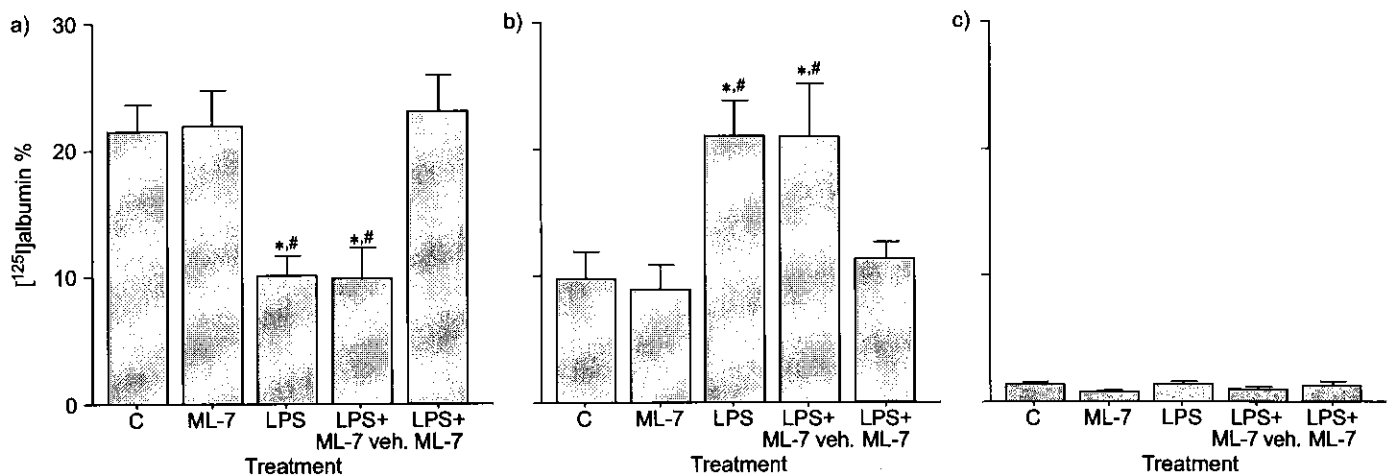 a)
[125I]albumin %
30
20
10
0
*,#
*,#
C ML-7 LPS LPS+ LPS+
ML-7 veh. ML-7
Treatment
b)
*,#
*,#
C ML-7 LPS LPS+ LPS+
ML-7 veh. ML-7
Treatment
c)
C ML-7 LPS LPS+ LPS+
ML-7 veh. ML-7
Treatment